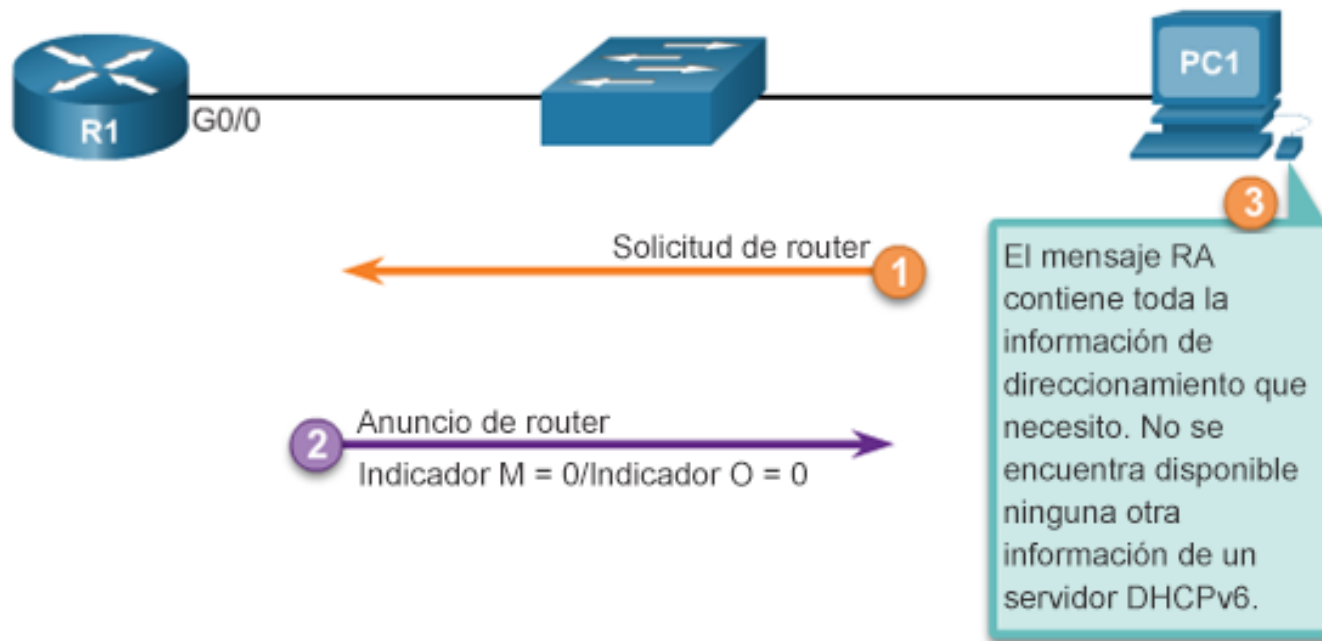 R1
G0/0
PC1
Solicitud de router
1
2
Anuncio de router
Indicador M = 0/Indicador O = 0
3
El mensaje RA
contiene toda la
información de
direccionamiento que
necesito. No se
encuentra disponible
ninguna otra
información de un
servidor DHCPv6.